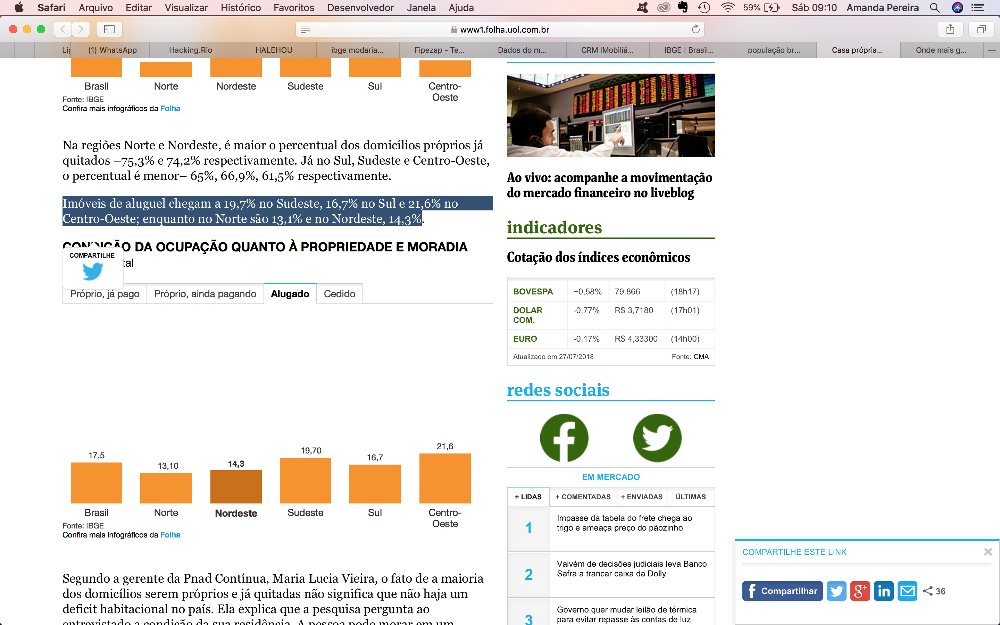 Safari Arquivo Editar Visualizar Histórico Favoritos Desenvolvedor Janela Ajuda 59% Sáb 09:10 Amanda Pereira
www1.folha.uol.com.br
(1) WhatsApp Hacking.Rio HALEHOU ibge modaria... Fipezap - Te... Dados do m... CRM IMobiliá... IBGE | Brasil... população br... Casa própria... Onde mais g...
Brasil Norte Nordeste Sudeste Sul Centro-
Oeste
Fonte: IBGE
Confira mais infográficos da Folha
Na regiões Norte e Nordeste, é maior o percentual dos domicílios próprios já
quitados –75,3% e 74,2% respectivamente. Já no Sul, Sudeste e Centro-Oeste,
o percentual é menor– 65%, 66,9%, 61,5% respectivamente.
Imóveis de aluguel chegam a 19,7% no Sudeste, 16,7% no Sul e 21,6% no
Centro-Oeste; enquanto no Norte são 13,1% e no Nordeste, 14,3%.
CONDIÇÃO DA OCUPAÇÃO QUANTO À PROPRIEDADE E MORADIA
COMPARTILHE
tal
Próprio, já pago Próprio, ainda pagando Alugado Cedido
17,5 13,10 14,3 19,70 16,7 21,6
Brasil Norte Nordeste Sudeste Sul Centro-
Oeste
Fonte: IBGE
Confira mais infográficos da Folha
Segundo a gerente da Pnad Contínua, Maria Lucia Vieira, o fato de a maioria
dos domicílios serem próprios e já quitadas não significa que não haja um
deficit habitacional no país. Ela explica que a pesquisa pergunta ao
entrevistado a condição da sua residência. A pessoa pode morar em um
Ao vivo: acompanhe a movimentação
do mercado financeiro no liveblog
indicadores
Cotação dos índices econômicos
BOVESPA +0,58% 79.866 (18h17)
DOLAR COM. -0,77% R$ 3,7180 (17h01)
EURO -0,17% R$ 4,33300 (14h00)
Atualizado em 27/07/2018 Fonte: CMA
redes sociais
EM MERCADO
+ LIDAS + COMENTADAS + ENVIADAS ÚLTIMAS
1 Impasse da tabela do frete chega ao
trigo e ameaça preço do pãozinho
2 Vaivém de decisões judiciais leva Banco
Safra a trancar caixa da Dolly
3 Governo quer mudar leilão de térmica
para evitar repasse às contas de luz
COMPARTILHE ESTE LINK
Compartilhar 36